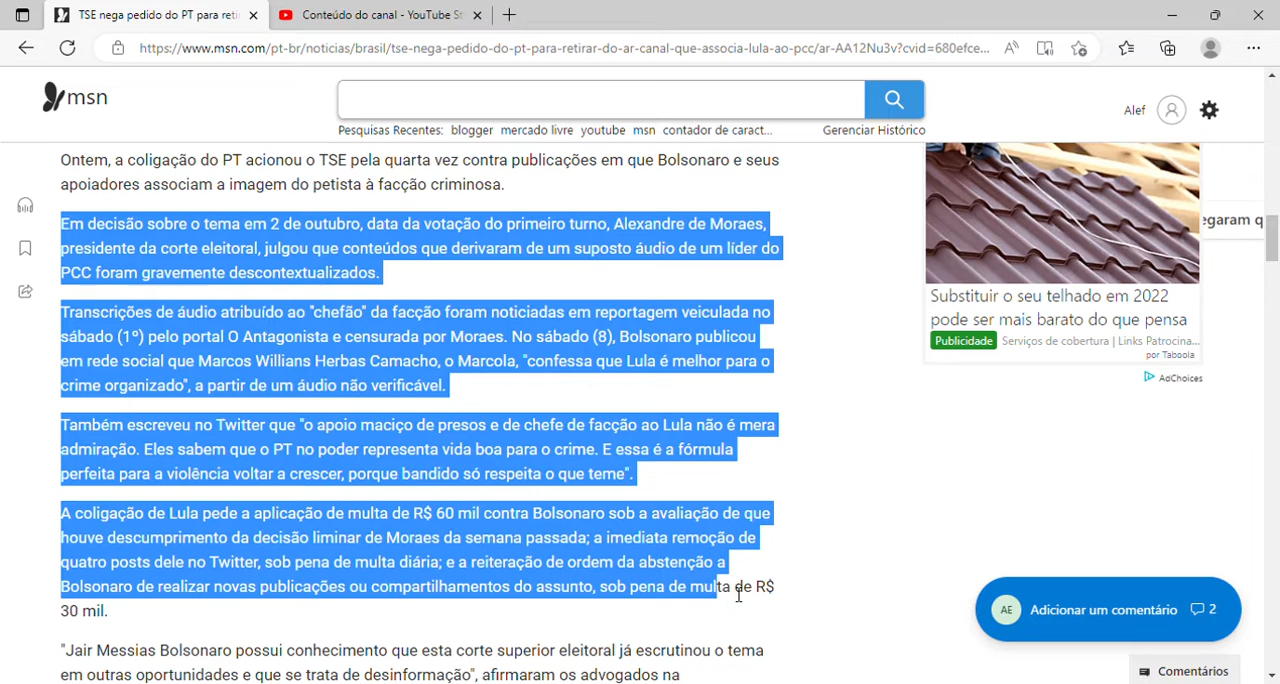 TSE nega pedido do PT para retir
Conteúdo do canal - YouTube St
https://www.msn.com/pt-br/noticias/brasil/tse-nega-pedido-do-pt-para-retirar-do-ar-canal-que-associa-lula-ao-pcc/ar-AA12Nu3v?cvid=680efce...
msn
Alef
Pesquisas Recentes: blogger mercado livre youtube msn contador de caract... Gerenciar Histórico
Ontem, a coligação do PT acionou o TSE pela quarta vez contra publicações em que Bolsonaro e seus
apoiadores associam a imagem do petista à facção criminosa.
Em decisão sobre o tema em 2 de outubro, data da votação do primeiro turno, Alexandre de Moraes,
presidente da corte eleitoral, julgou que conteúdos que derivaram de um suposto áudio de um líder do
PCC foram gravemente descontextualizados.
Transcrições de áudio atribuído ao "chefão" da facção foram noticiadas em reportagem veiculada no
sábado (1º) pelo portal O Antagonista e censurada por Moraes. No sábado (8), Bolsonaro publicou
em rede social que Marcos Willians Herbas Camacho, o Marcola, "confessa que Lula é melhor para o
crime organizado", a partir de um áudio não verificável.
Também escreveu no Twitter que "o apoio maciço de presos e de chefe de facção ao Lula não é mera
admiração. Eles sabem que o PT no poder representa vida boa para o crime. E essa é a fórmula
perfeita para a violência voltar a crescer, porque bandido só respeita o que teme".
A coligação de Lula pede a aplicação de multa de R$ 60 mil contra Bolsonaro sob a avaliação de que
houve descumprimento da decisão liminar de Moraes da semana passada; a imediata remoção de
quatro posts dele no Twitter, sob pena de multa diária; e a reiteração de ordem da abstenção a
Bolsonaro de realizar novas publicações ou compartilhamentos do assunto, sob pena de multa de R$
30 mil.
"Jair Messias Bolsonaro possui conhecimento que esta corte superior eleitoral já escrutinou o tema
em outras oportunidades e que se trata de desinformação", afirmaram os advogados na
egaram q
Substituir o seu telhado em 2022
pode ser mais barato do que pensa
Publicidade Serviços de cobertura | Links Patrocina...
por Taboola
AdChoices
AE Adicionar um comentário 2
Comentários